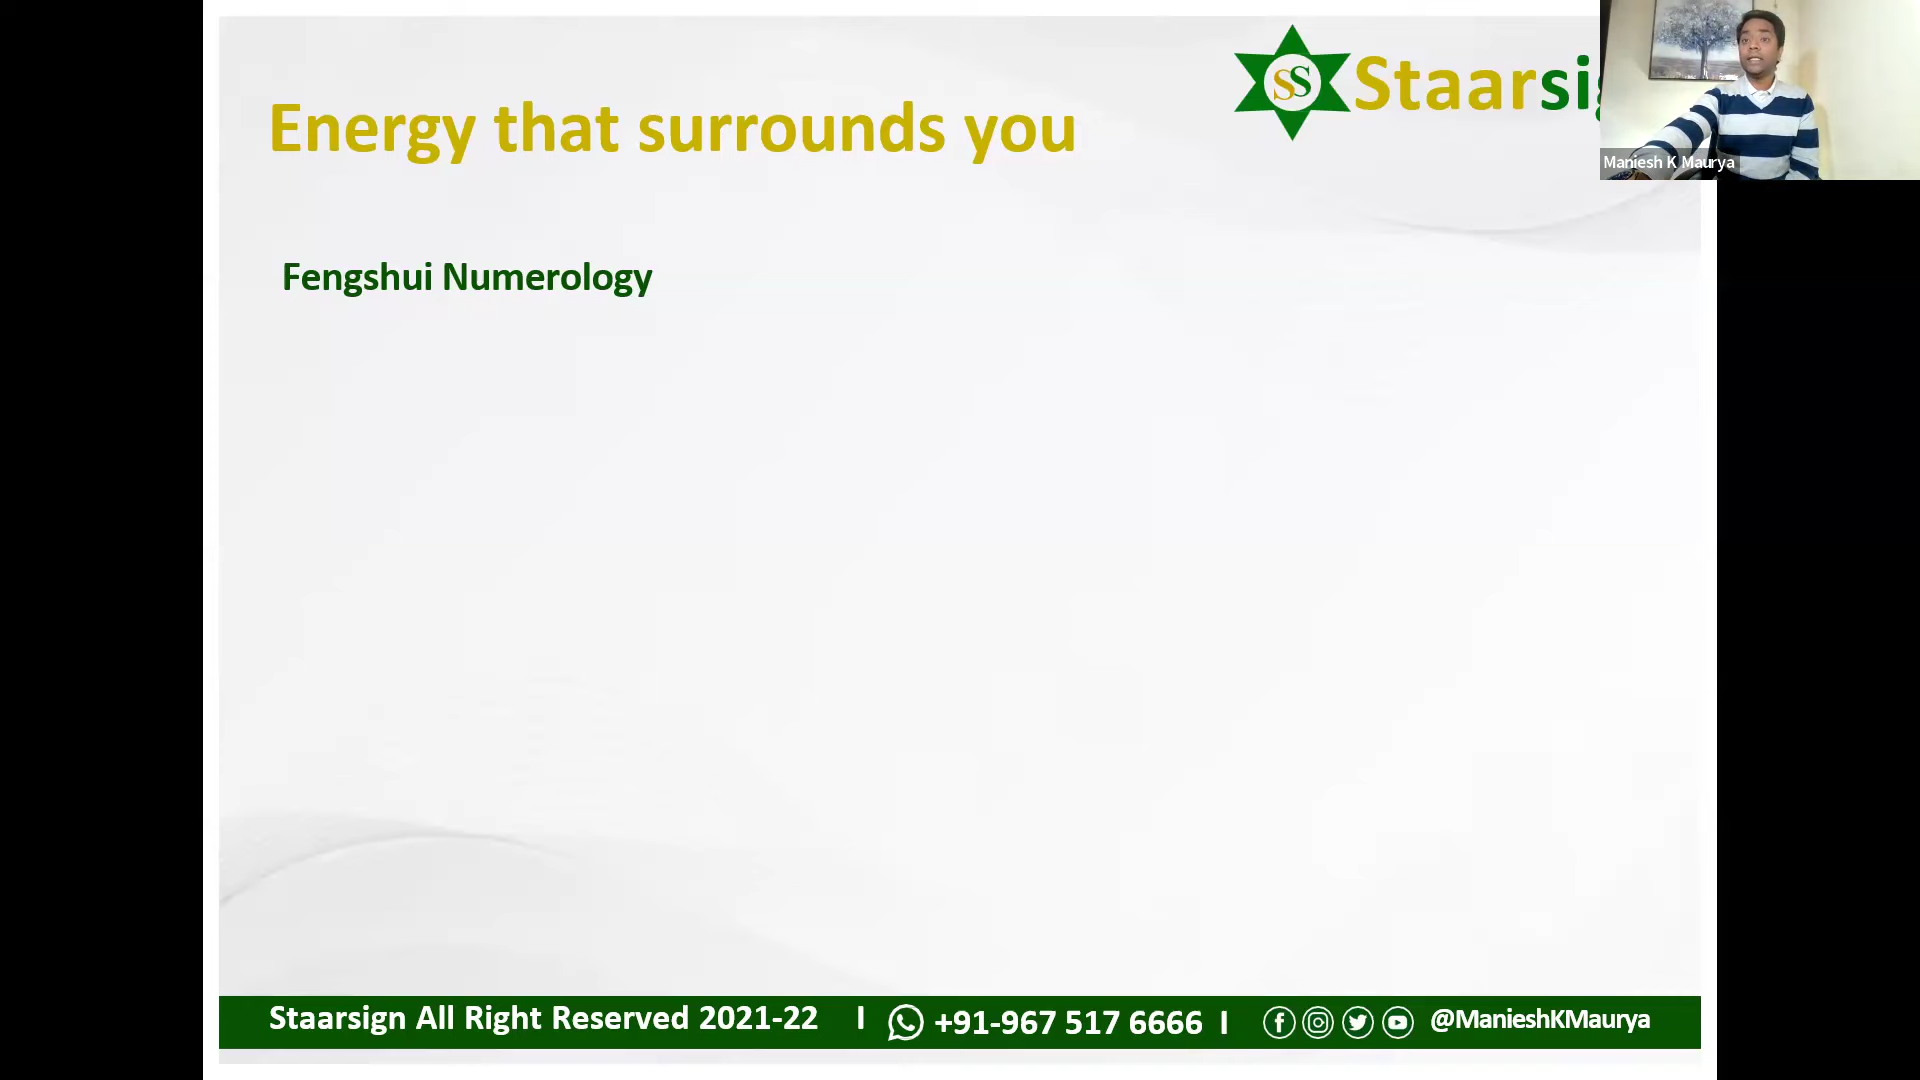 SS Staarsi
Energy that surrounds you
Maniesh K Maurya
Fengshui Numerology
Staarsign All Right Reserved 2021-22 I +91-967 517 6666 I @ManieshKMaurya